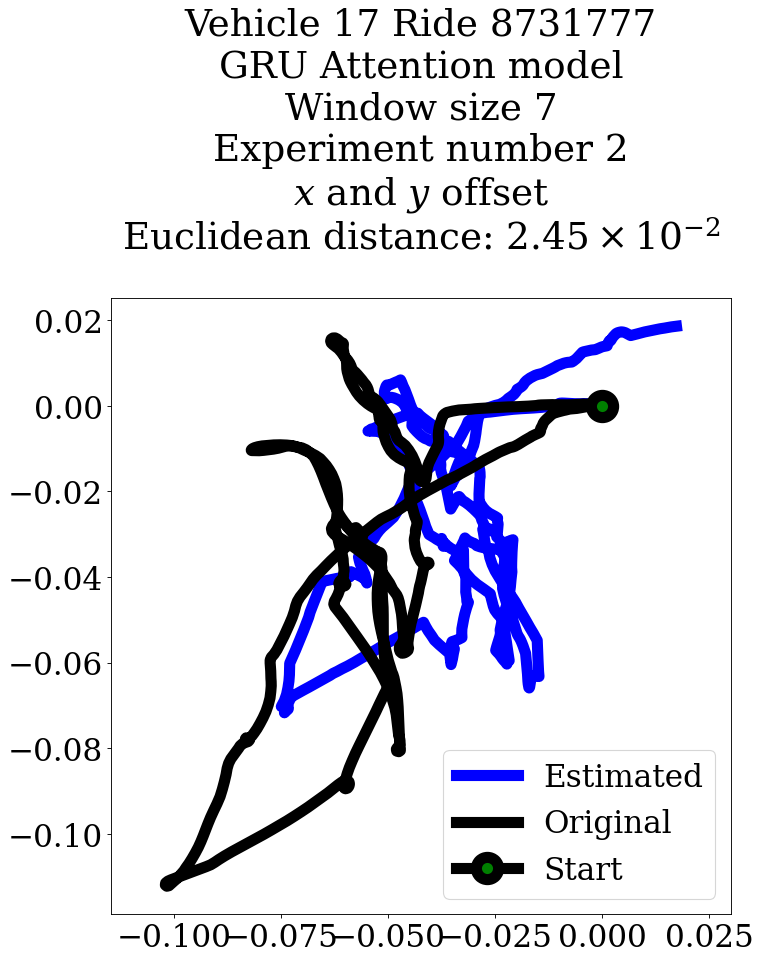 Vehicle 17 Ride 8731777
GRU Attention model
Window size 7
Experiment number 2
x and y offset
Euclidean distance: 2.45 × 10⁻²
0.02
0.00
−0.02
−0.04
−0.06
−0.08
−0.10
Estimated
Original
Start
−0.100 −0.075 −0.050 −0.025 0.000 0.025